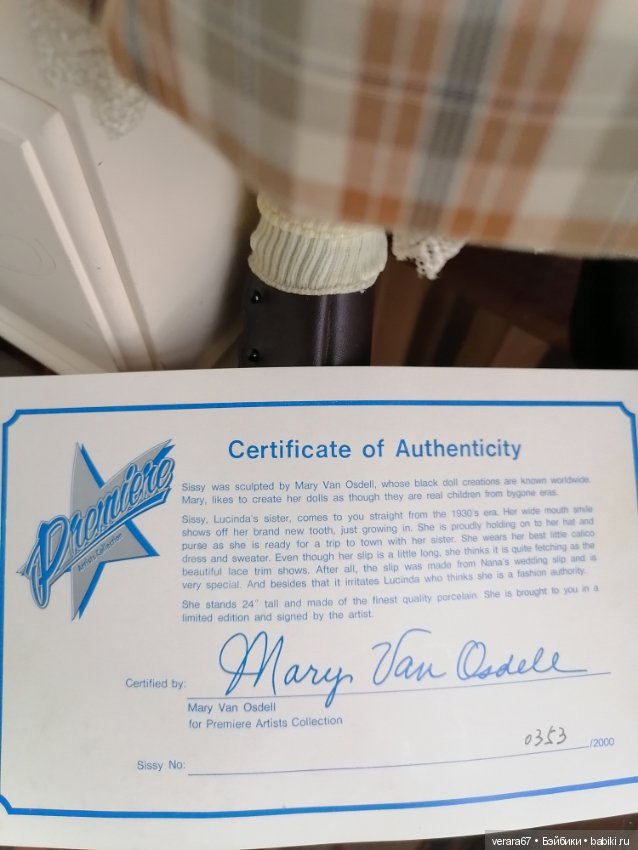 Certificate of Authenticity
Premiere
Artists Collection
Sissy was sculpted by Mary Van Osdell, whose black doll creations are known worldwide.
Mary, likes to create her dolls as though they are real children from bygone eras.
Sissy, Lucinda's sister, comes to you straight from the 1930's era. Her wide mouth smile
shows off her brand new tooth, just growing in. She is proudly holding on to her hat and
purse as she is ready for a trip to town with her sister. She wears her best little calico
dress and sweater. Even though her slip is a little long, she thinks it is quite fetching as the
beautiful lace trim shows. After all, the slip was made from Nana's wedding slip and is
very special. And besides that it irritates Lucinda who thinks she is a fashion authority.
She stands 24" tall and made of the finest quality porcelain. She is brought to you in a
limited edition and signed by the artist.
Certified by: Mary Van Osdell
Mary Van Osdell
for Premiere Artists Collection
Sissy No: 0353 /2000
verara67 • Бэйбики • babiki.ru